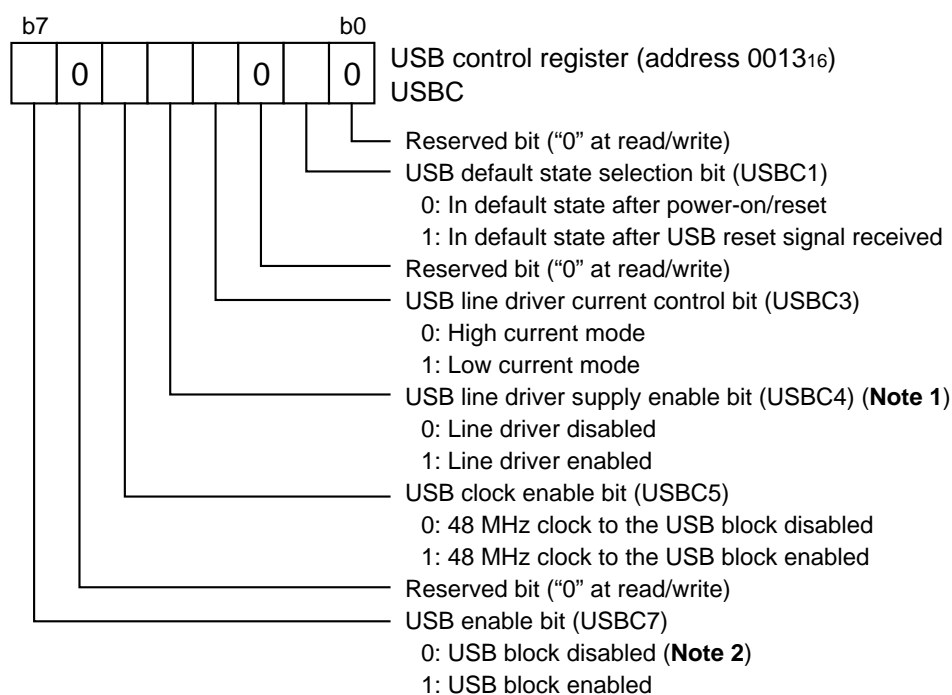 b7 b0
0 0 0
USB control register (address 0013₁₆)
USBC
Reserved bit (“0” at read/write)
USB default state selection bit (USBC1)
0: In default state after power-on/reset
1: In default state after USB reset signal received
Reserved bit (“0” at read/write)
USB line driver current control bit (USBC3)
0: High current mode
1: Low current mode
USB line driver supply enable bit (USBC4) (Note 1)
0: Line driver disabled
1: Line driver enabled
USB clock enable bit (USBC5)
0: 48 MHz clock to the USB block disabled
1: 48 MHz clock to the USB block enabled
Reserved bit (“0” at read/write)
USB enable bit (USBC7)
0: USB block disabled (Note 2)
1: USB block enabled